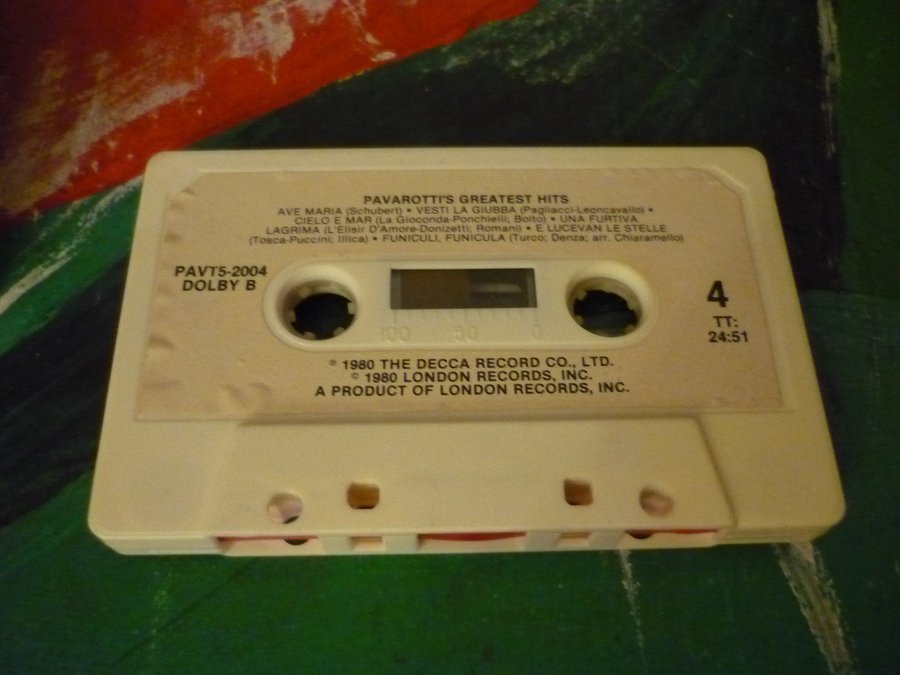 PAVAROTTI'S GREATEST HITS
AVE MARIA (Schubert) • VESTI LA GIUBBA (Pagliacci-Leoncavallo) •
CIELO E MAR (La Gioconda-Ponchielli; Boito) • UNA FURTIVA
LAGRIMA (L'Elisir D'Amore-Donizetti; Romani) • E LUCEVAN LE STELLE
(Tosca-Puccini; Illica) • FUNICULI, FUNICULA (Turco; Denza; arr. Chiaramello)
PAVT5-2004
DOLBY B
100 50 0
4
TT:
24:51
℗ 1980 THE DECCA RECORD CO., LTD.
© 1980 LONDON RECORDS, INC.
A PRODUCT OF LONDON RECORDS, INC.